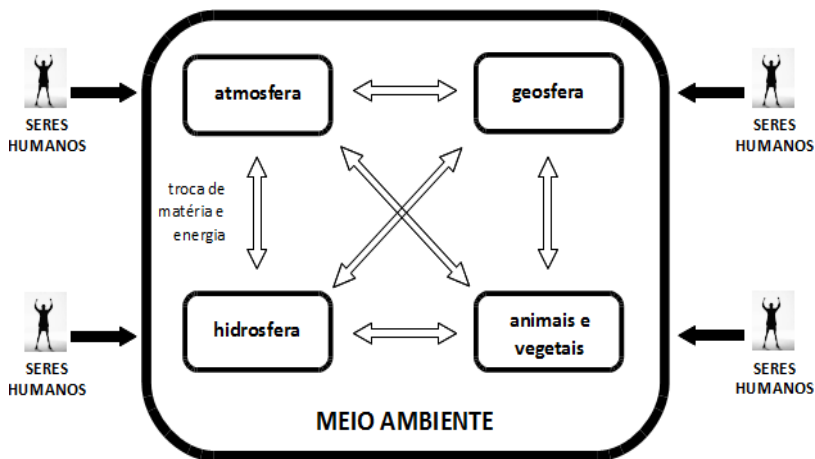 atmosfera
geosfera
SERES
HUMANOS
SERES
HUMANOS
troca de
matéria e
energia
hidrosfera
animais e
vegetais
SERES
HUMANOS
SERES
HUMANOS
MEIO AMBIENTE